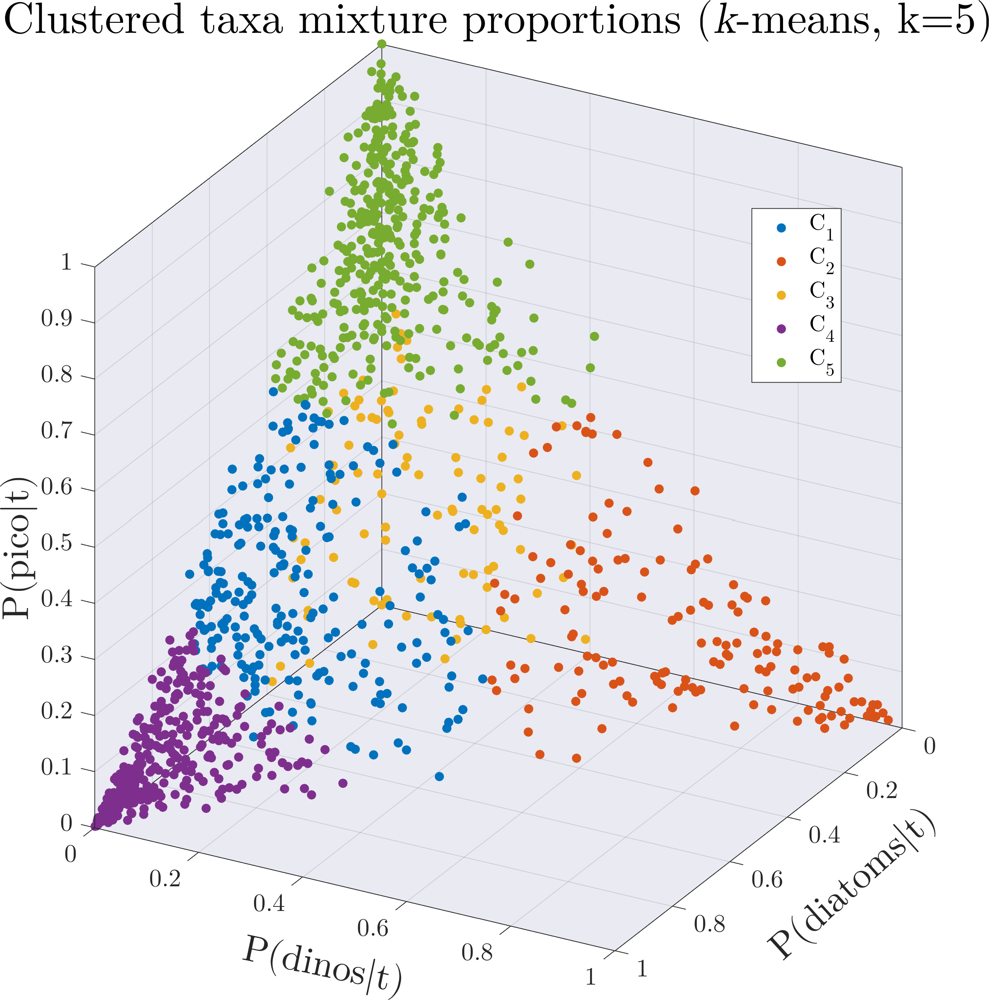 Clustered taxa mixture proportions (k-means, k=5)
C1
C2
C3
C4
C5
P(pico|t)
1
0.9
0.8
0.7
0.6
0.5
0.4
0.3
0.2
0.1
0
0
0.2
0.4
0.6
0.8
1
P(dinos|t)
0
0.2
0.4
0.6
0.8
1
P(diatoms|t)